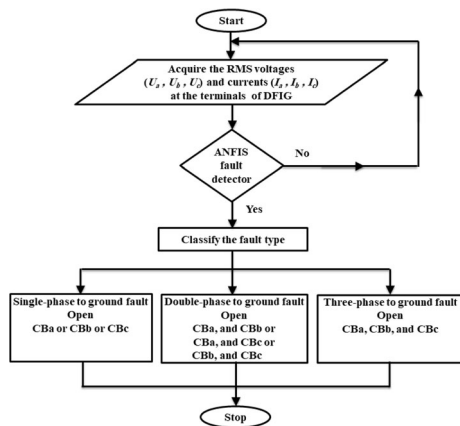 Start
Acquire the RMS voltages
(Ua , Ub , Uc) and currents (Ia , Ib , Ic)
at the terminals of DFIG
ANFIS
fault
detector
No
Yes
Classify the fault type
Single-phase to ground fault
Open
CBa or CBb or CBc
Double-phase to ground fault
Open
CBa, and CBb or
CBa, and CBc or
CBb, and CBc
Three-phase to ground fault
Open
CBa, CBb, and CBc
Stop